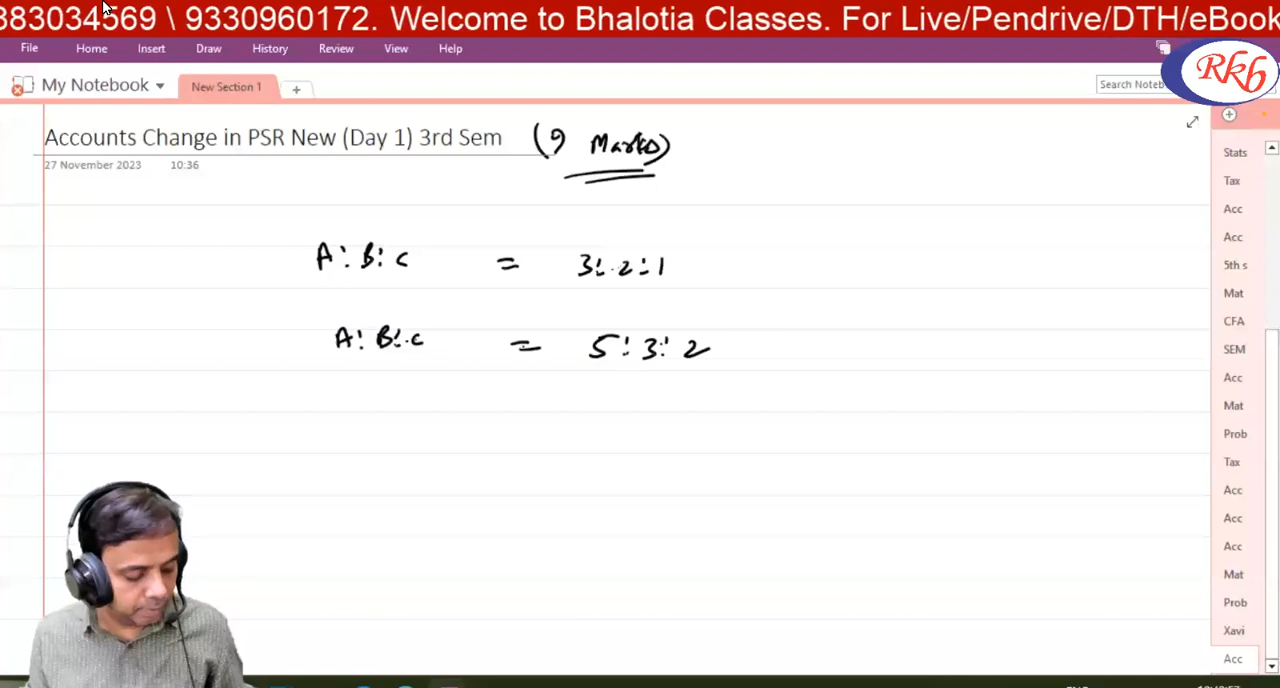 383034569 \ 9330960172. Welcome to Bhalotia Classes. For Live/Pendrive/DTH/eBook
File Home Insert Draw History Review View Help
Rkb
My Notebook New Section 1 + Search Noteb
Accounts Change in PSR New (Day 1) 3rd Sem (9 Marks)
27 November 2023 10:36
A:B:C = 3:2:1
A:B:C = 5:3:2
Stats
Tax
Acc
Acc
5th s
Mat
CFA
SEM
Acc
Mat
Prob
Tax
Acc
Acc
Acc
Mat
Prob
Xavi
Acc